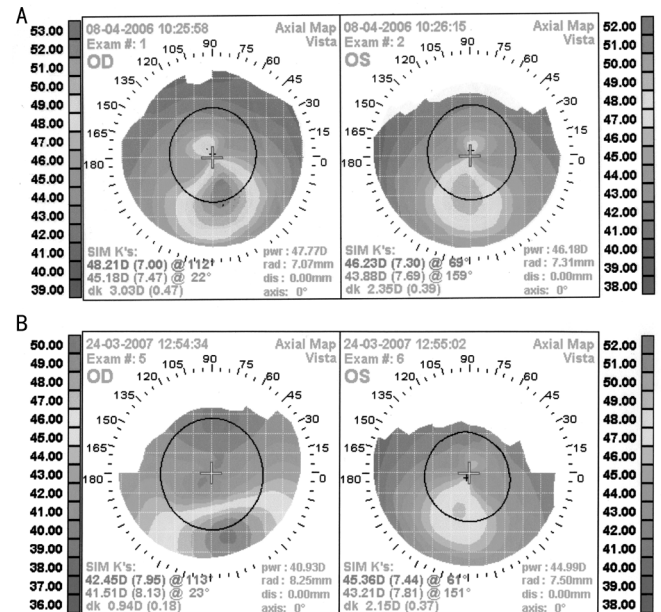 A
08-04-2006 10:25:58 Axial Map
Exam #: 1 Vista
OD
53.00
52.00
51.00
50.00
49.00
48.00
47.00
46.00
45.00
44.00
43.00
42.00
41.00
40.00
39.00
180 165 150 135 120 105 90 75 60 45 30 15 0
SIM K's:
48.21D (7.00) @ 112°
45.18D (7.47) @ 22°
dk 3.03D (0.47)
pwr : 47.77D
rad : 7.07mm
dis : 0.00mm
axis: 0°
08-04-2006 10:26:15 Axial Map
Exam #: 2 Vista
OS
180 165 150 135 120 105 90 75 60 45 30 15 0
SIM K's:
46.23D (7.30) @ 69°
43.88D (7.69) @ 159°
dk 2.35D (0.39)
pwr : 46.18D
rad : 7.31mm
dis : 0.00mm
axis: 0°
52.00
51.00
50.00
49.00
48.00
47.00
46.00
45.00
44.00
43.00
42.00
41.00
40.00
39.00
38.00
B
24-03-2007 12:54:34 Axial Map
Exam #: 5 Vista
OD
50.00
49.00
48.00
47.00
46.00
45.00
44.00
43.00
42.00
41.00
40.00
39.00
38.00
37.00
36.00
180 165 150 135 120 105 90 75 60 45 30 15 0
SIM K's:
42.45D (7.95) @ 113°
41.51D (8.13) @ 23°
dk 0.94D (0.18)
pwr : 40.93D
rad : 8.25mm
dis : 0.00mm
axis: 0°
24-03-2007 12:55:02 Axial Map
Exam #: 6 Vista
OS
180 165 150 135 120 105 90 75 60 45 30 15 0
SIM K's:
45.36D (7.44) @ 61°
43.21D (7.81) @ 151°
dk 2.15D (0.37)
pwr : 44.99D
rad : 7.50mm
dis : 0.00mm
axis: 0°
52.00
51.00
50.00
49.00
48.00
47.00
46.00
45.00
44.00
43.00
42.00
41.00
40.00
39.00
38.00